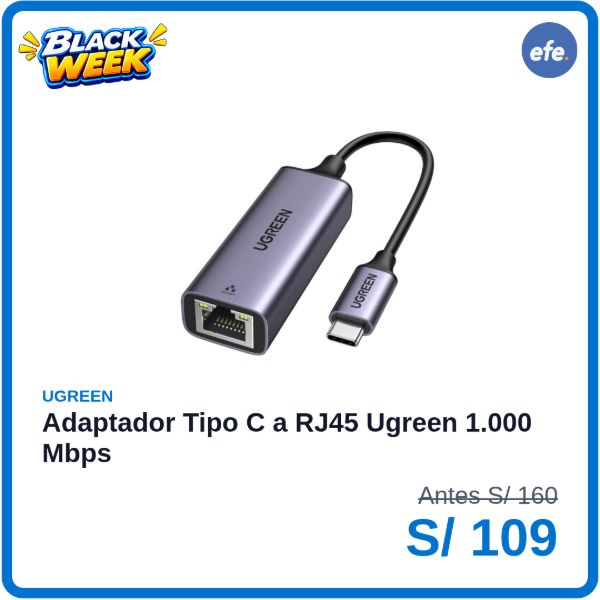 BLACK
WEEK
efe.
UGREEN
UGREEN
UGREEN
Adaptador Tipo C a RJ45 Ugreen 1.000
Mbps
Antes S/ 160
S/ 109